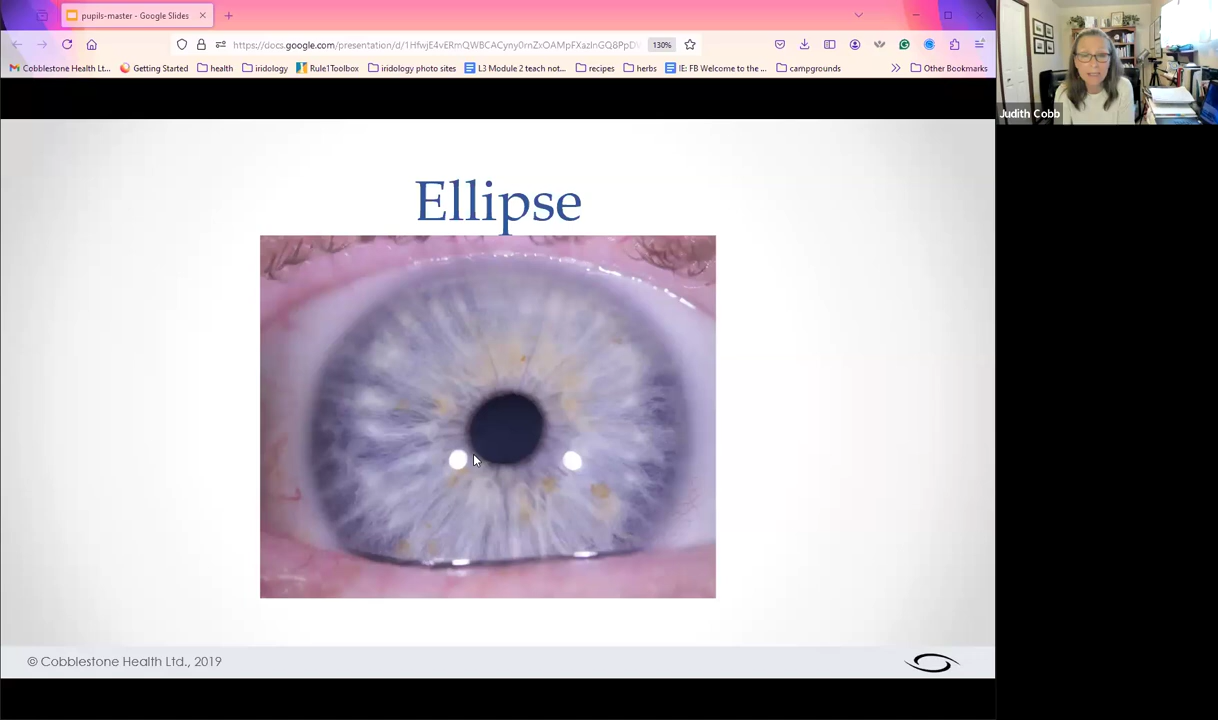 pupils-master - Google Slides
https://docs.google.com/presentation/d/1HfwjE4vERmQWBCACyny0rnZxOAMpFXazlnGQ8PpD
130%
Cobblestone Health Lt...
Getting Started
health
iridology
Rule1Toolbox
iridology photo sites
L3 Module 2 teach not...
recipes
herbs
IE: FB Welcome to the ...
campgrounds
Other Bookmarks
Judith Cobb
Ellipse
© Cobblestone Health Ltd., 2019